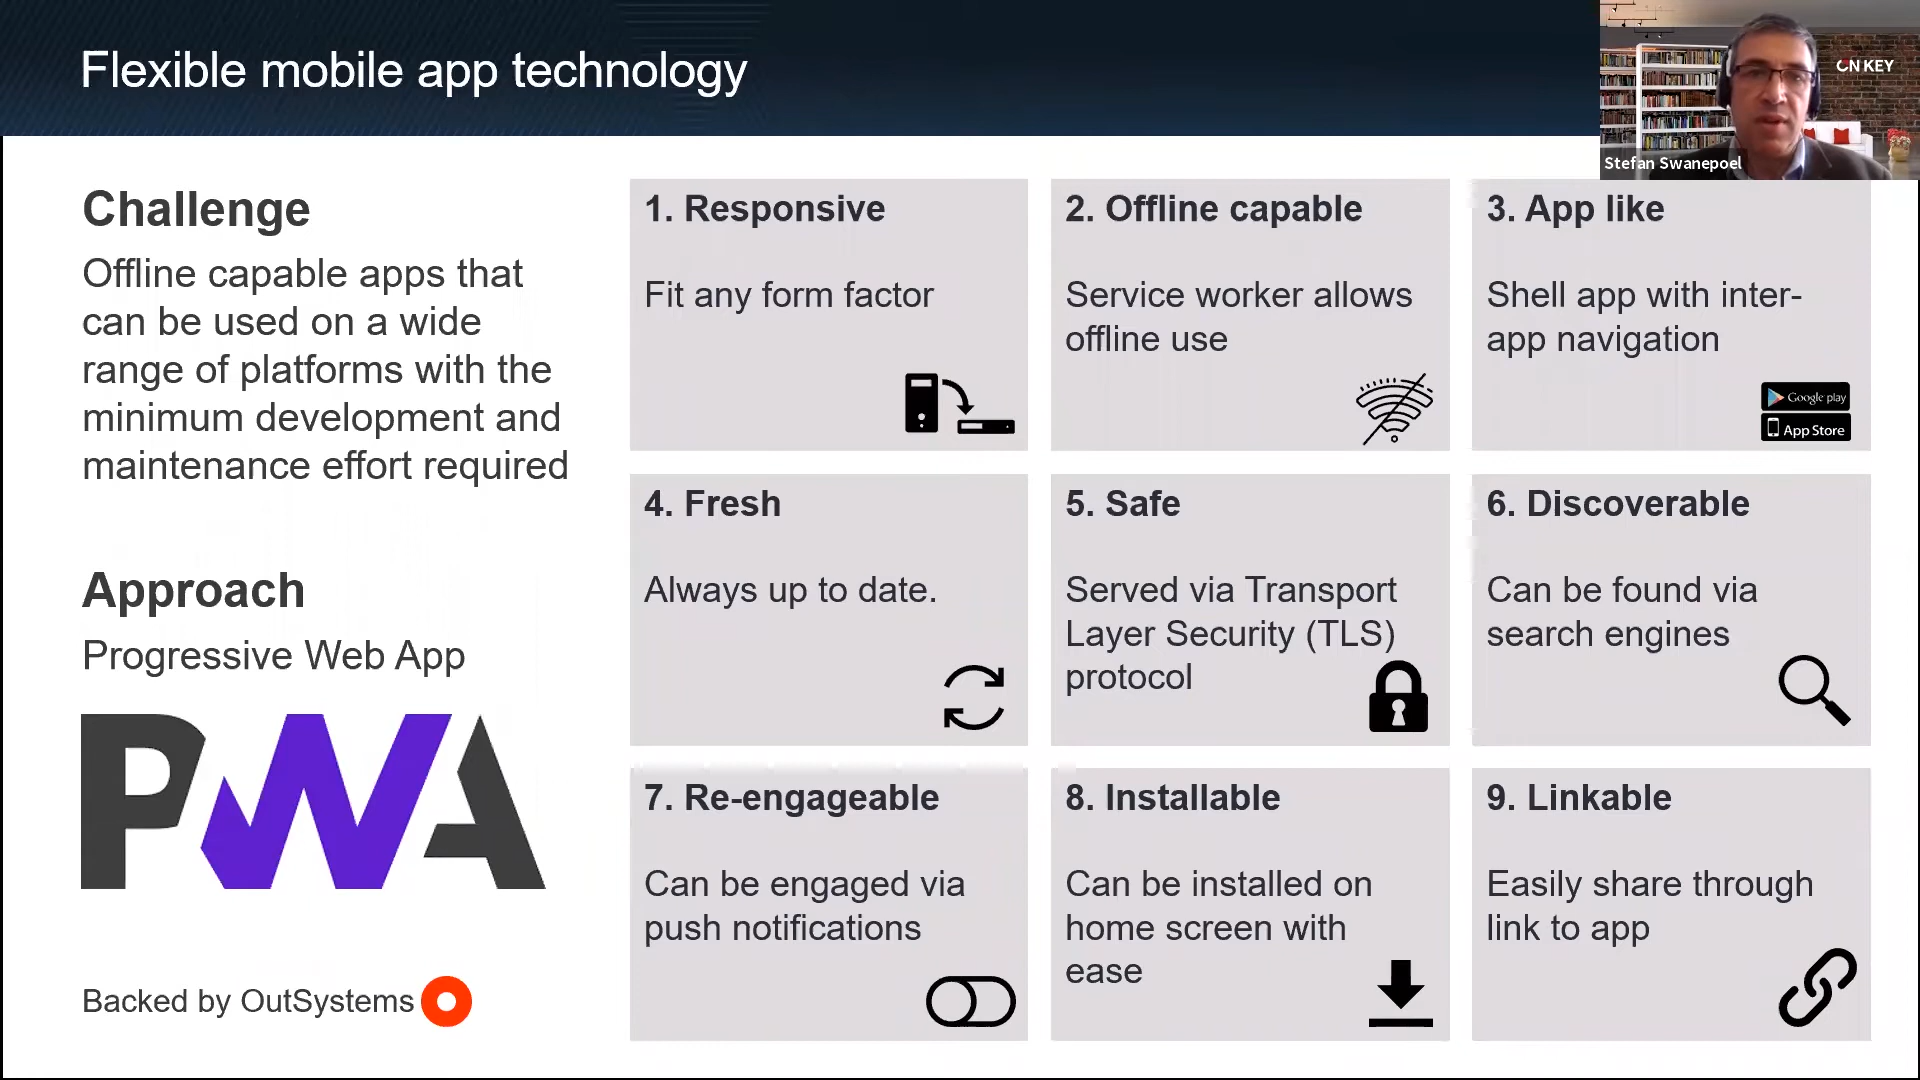 Flexible mobile app technology
ON KEY
Stefan Swanepoel
Challenge
Offline capable apps that
can be used on a wide
range of platforms with the
minimum development and
maintenance effort required
Approach
Progressive Web App
PWA
Backed by OutSystems
1. Responsive
Fit any form factor
2. Offline capable
Service worker allows
offline use
3. App like
Shell app with inter-
app navigation
Google play
App Store
4. Fresh
Always up to date.
5. Safe
Served via Transport
Layer Security (TLS)
protocol
6. Discoverable
Can be found via
search engines
7. Re-engageable
Can be engaged via
push notifications
8. Installable
Can be installed on
home screen with
ease
9. Linkable
Easily share through
link to app